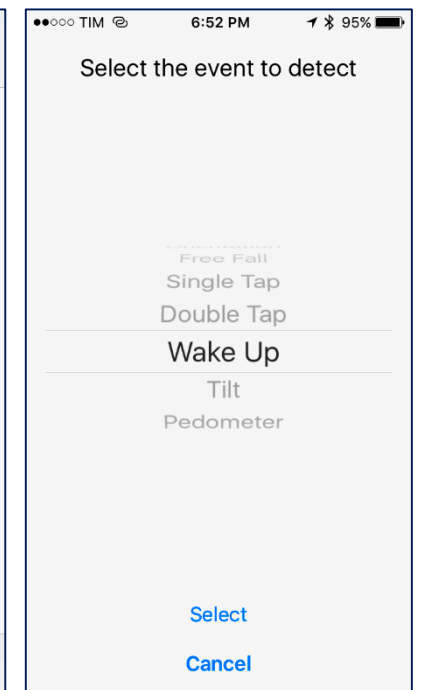 TIM 6:52 PM 95%
Select the event to detect
Free Fall
Single Tap
Double Tap
Wake Up
Tilt
Pedometer
Select
Cancel